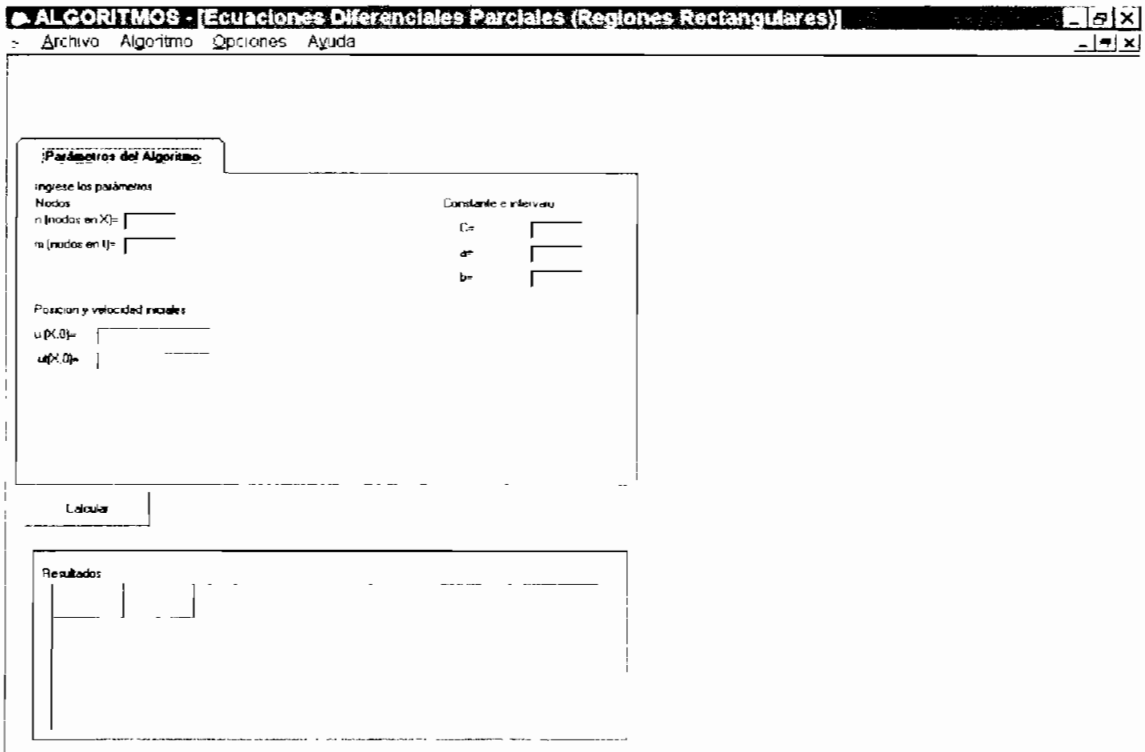 ALGORITMOS - [Ecuaciones Diferenciales Parciales (Regiones Rectangulares)]
Archivo Algoritmo Opciones Ayuda
Parámetros del Algoritmo
Ingrese los parámetros
Nodos
n (nodos en X)=
m (nodos en t)=
Constante e intervalo
C=
a=
b=
Posicion y velocidad iniciales
u(X,0)=
ut(X,0)=
Calcular
Resultados